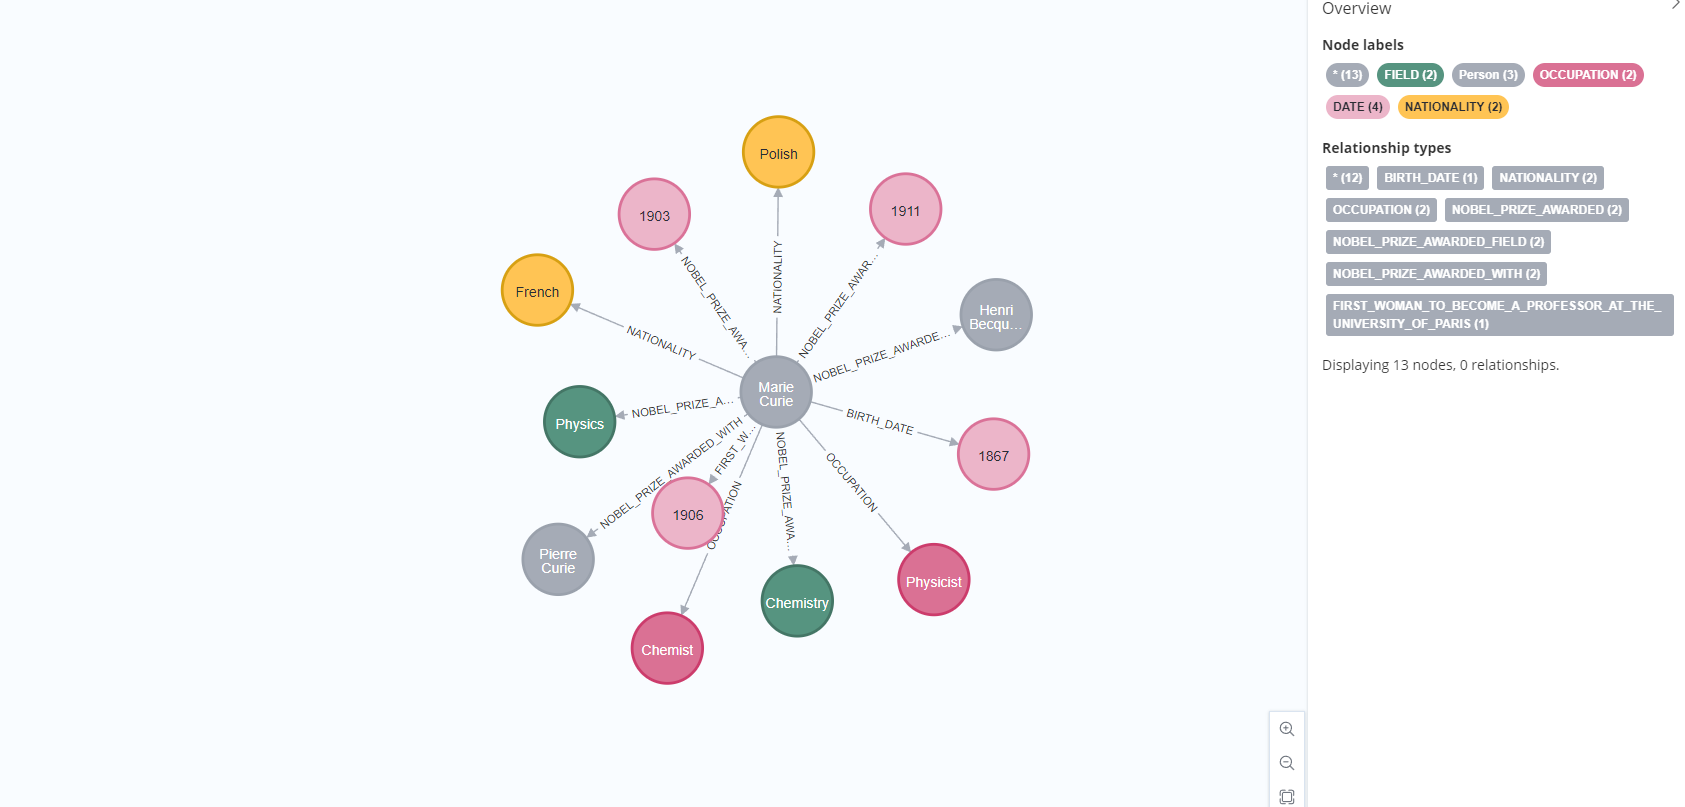 Polish
1903
1911
French
Henri
Becqu...
Marie
Curie
Physics
1867
1906
Pierre
Curie
Physicist
Chemistry
Chemist
NATIONALITY
NOBEL_PRIZE_AWA...
NOBEL_PRIZE_AWAR...
NATIONALITY
NOBEL_PRIZE_AWARDE...
NOBEL_PRIZE_A...
BIRTH_DATE
NOBEL_PRIZE_AWARDED_WITH
FIRST_W...
OCCUPATION
NOBEL_PRIZE_AWA...
OCCUPATION
Overview
Node labels
* (13) FIELD (2) Person (3) OCCUPATION (2)
DATE (4) NATIONALITY (2)
Relationship types
* (12) BIRTH_DATE (1) NATIONALITY (2)
OCCUPATION (2) NOBEL_PRIZE_AWARDED (2)
NOBEL_PRIZE_AWARDED_FIELD (2)
NOBEL_PRIZE_AWARDED_WITH (2)
FIRST_WOMAN_TO_BECOME_A_PROFESSOR_AT_THE_
UNIVERSITY_OF_PARIS (1)
Displaying 13 nodes, 0 relationships.